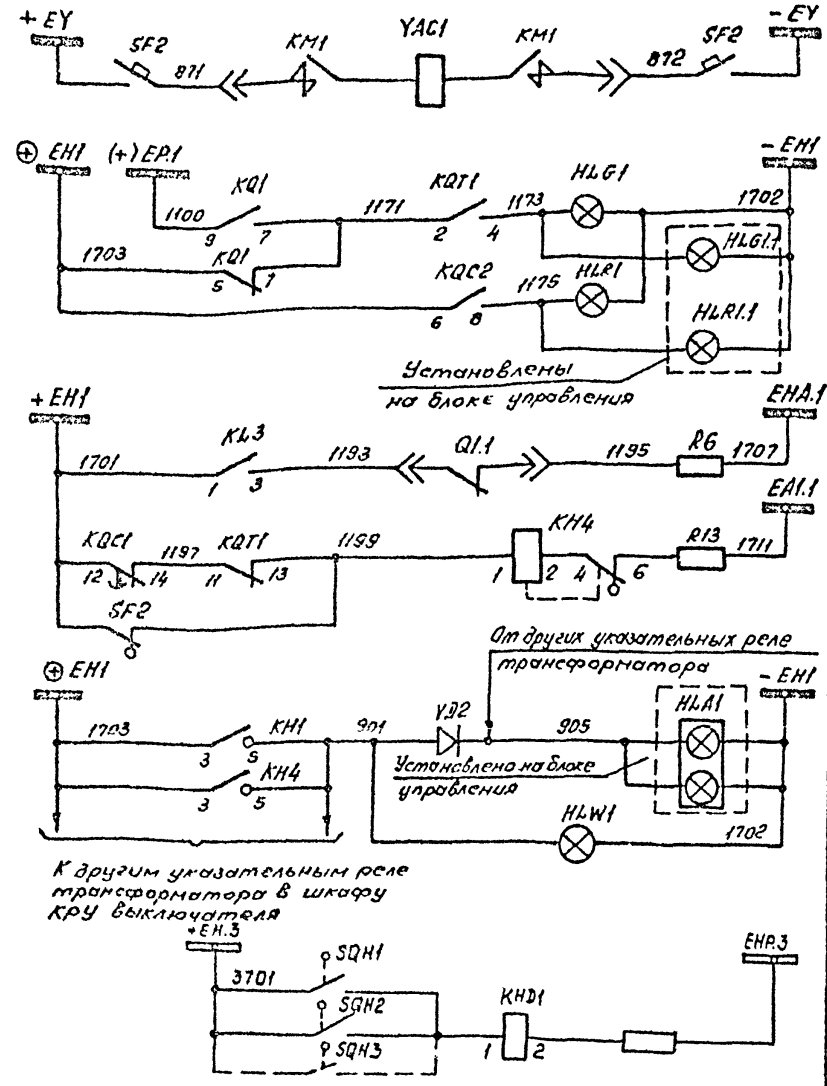 + EY
- EY
SF2
871
KM1
YAC1
KM1
872
SF2
⊕ EH1
(+) EP.1
- EH1
1100
KQ1
9
7
1171
KQT1
2
4
1173
HLG1
1702
1703
KQ1
5
7
HLG1.1
KQC2
6
8
1175
HLR1
HLR1.1
Установлены
на блоке управления
+ EH1
EHA.1
1701
KL3
1
3
1193
Q1.1
1195
R6
1707
EA1.1
KQC1
12
14
1197
KQT1
11
13
1199
KH4
1
2
4
6
R13
1711
SF2
От других указательных реле
трансформатора
⊕ EH1
- EH1
1703
KH1
3
5
901
VD2
905
HLA1
KH4
3
5
Установлено на блоке
управления
HLW1
1702
К другим указательным реле
трансформатора в шкафу
КРУ выключателя
+EH.3
EHP.3
3701
SQH1
SQH2
SQH3
KHD1
1
2